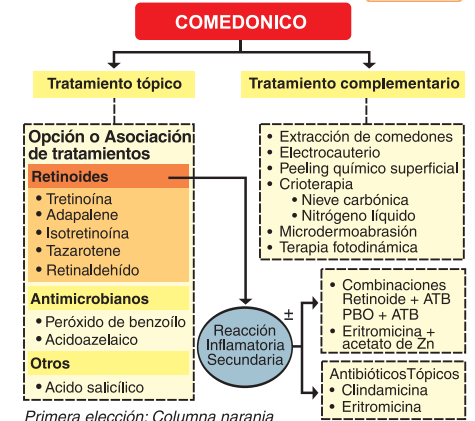 COMEDONICO
Tratamiento tópico
Tratamiento complementario
Opción o Asociación
de tratamientos
Retinoides
• Tretinoína
• Adapalene
• Isotretinoína
• Tazarotene
• Retinaldehído
Antimicrobianos
• Peróxido de benzoílo
• Acidoazelaico
Otros
• Acido salicílico
• Extracción de comedones
• Electrocauterio
• Peeling químico superficial
• Crioterapia
• Nieve carbónica
• Nitrógeno líquido
• Microdermoabrasión
• Terapia fotodinámica
Reacción
Inflamatoria
Secundaria
±
• Combinaciones
Retinoide + ATB
PBO + ATB
• Eritromicina +
acetato de Zn
AntibióticosTópicos
• Clindamicina
• Eritromicina
Primera elección: Columna naranja